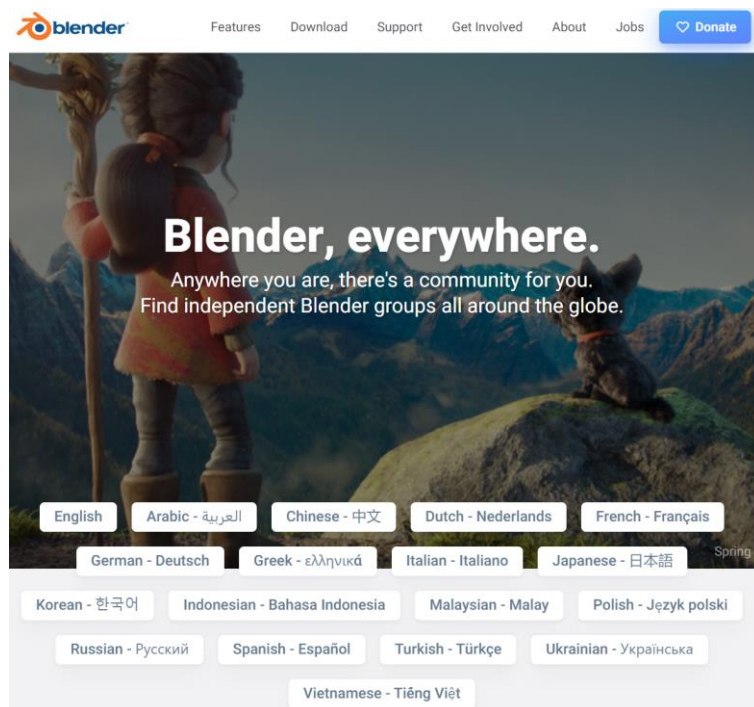 blender
Features Download Support Get Involved About Jobs Donate
Blender, everywhere.
Anywhere you are, there's a community for you.
Find independent Blender groups all around the globe.
English Arabic - العربية Chinese - 中文 Dutch - Nederlands French - Français
Spring
German - Deutsch Greek - ελληνικά Italian - Italiano Japanese - 日本語
Korean - 한국어 Indonesian - Bahasa Indonesia Malaysian - Malay Polish - Język polski
Russian - Русский Spanish - Español Turkish - Türkçe Ukrainian - Українська
Vietnamese - Tiếng Việt